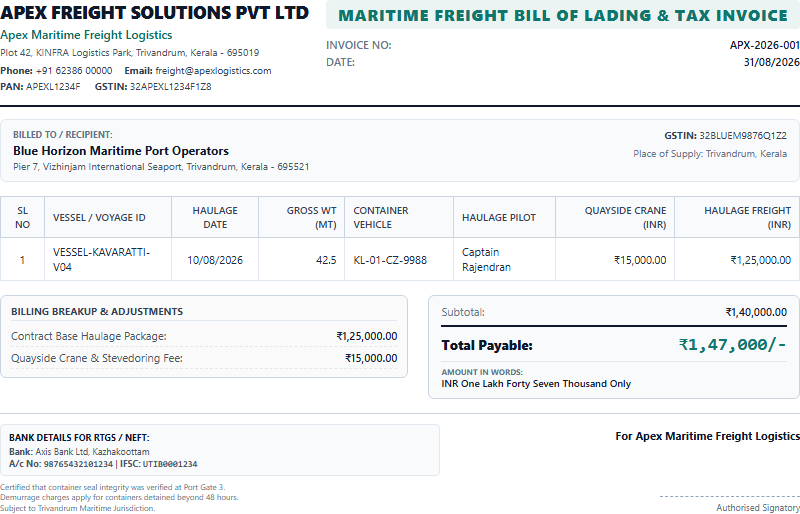 APEX FREIGHT SOLUTIONS PVT LTD
Apex Maritime Freight Logistics
Plot 42, KINFRA Logistics Park, Trivandrum, Kerala - 695019
Phone: +91 62386 00000 Email: freight@apexlogistics.com
PAN: APEXL1234F GSTIN: 32APEXL1234F1Z8
MARITIME FREIGHT BILL OF LADING & TAX INVOICE
INVOICE NO: APX-2026-001
DATE: 31/08/2026
BILLED TO / RECIPIENT:
Blue Horizon Maritime Port Operators
Pier 7, Vizhinjam International Seaport, Trivandrum, Kerala - 695521
GSTIN: 32BLUEM9876Q1Z2
Place of Supply: Trivandrum, Kerala
SL NO VESSEL / VOYAGE ID HAULAGE DATE GROSS WT (MT) CONTAINER VEHICLE HAULAGE PILOT QUAYSIDE CRANE (INR) HAULAGE FREIGHT (INR)
1 VESSEL-KAVARATTI-V04 10/08/2026 42.5 KL-01-CZ-9988 Captain Rajendran ₹15,000.00 ₹1,25,000.00
BILLING BREAKUP & ADJUSTMENTS
Contract Base Haulage Package: ₹1,25,000.00
Quayside Crane & Stevedoring Fee: ₹15,000.00
Subtotal: ₹1,40,000.00
Total Payable: ₹1,47,000/-
AMOUNT IN WORDS:
INR One Lakh Forty Seven Thousand Only
BANK DETAILS FOR RTGS / NEFT:
Bank: Axis Bank Ltd, Kazhakoottam
A/c No: 98765432101234 | IFSC: UTIB0001234
Certified that container seal integrity was verified at Port Gate 3.
Demurrage charges apply for containers detained beyond 48 hours.
Subject to Trivandrum Maritime Jurisdiction.
For Apex Maritime Freight Logistics
Authorised Signatory